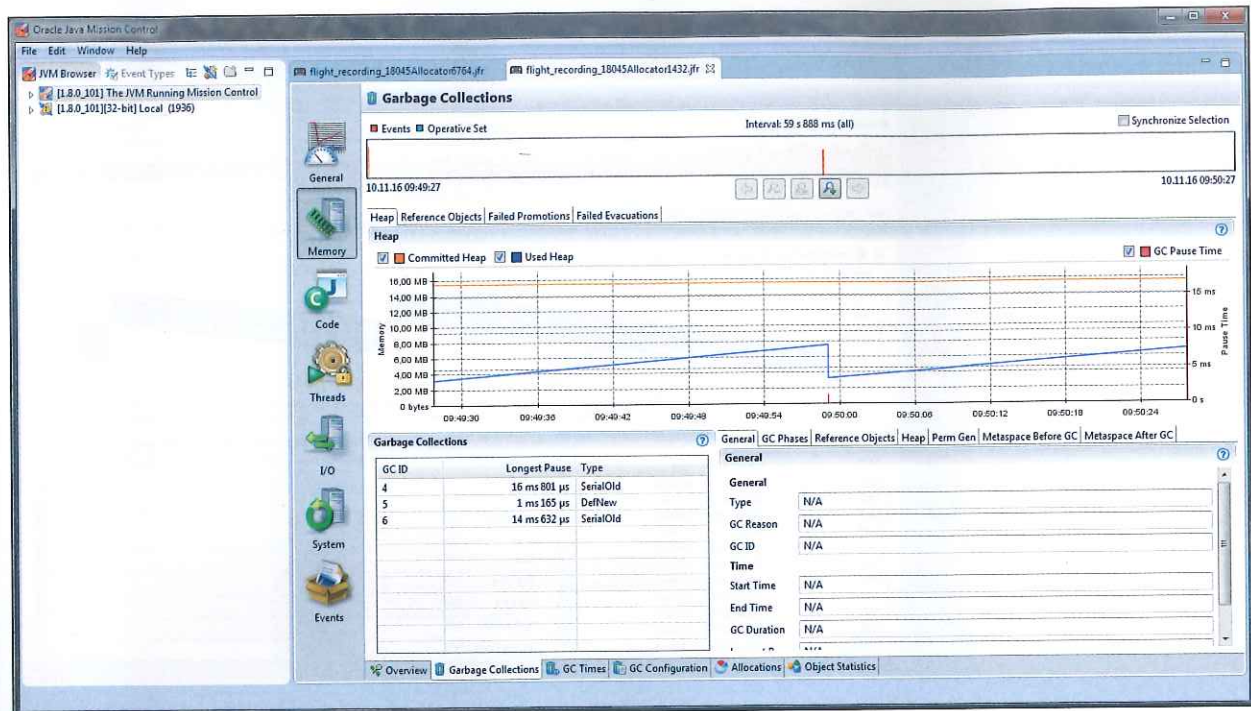 Oracle Java Mission Control
File Edit Window Help
JVM Browser Event Types
[1.8.0_101] The JVM Running Mission Control
[1.8.0_101][32-bit] Local (1936)
flight_recording_18045Allocator6764.jfr flight_recording_18045Allocator1432.jfr
Garbage Collections
Events Operative Set Interval: 59 s 888 ms (all) Synchronize Selection
10.11.16 09:49:27 10.11.16 09:50:27
General
Memory
Code
Threads
I/O
System
Events
Heap Reference Objects Failed Promotions Failed Evacuations
Heap
Committed Heap Used Heap GC Pause Time
Memory
16,00 MB
14,00 MB
12,00 MB
10,00 MB
8,00 MB
6,00 MB
4,00 MB
2,00 MB
0 bytes
15 ms
10 ms
5 ms
0 s
Pause Time
09:49:30 09:49:36 09:49:42 09:49:48 09:49:54 09:50:00 09:50:06 09:50:12 09:50:18 09:50:24
Garbage Collections
GC ID Longest Pause Type
4 16 ms 801 µs SerialOld
5 1 ms 165 µs DefNew
6 14 ms 632 µs SerialOld
General GC Phases Reference Objects Heap Perm Gen Metaspace Before GC Metaspace After GC
General
General
Type N/A
GC Reason N/A
GC ID N/A
Time
Start Time N/A
End Time N/A
GC Duration N/A
Overview Garbage Collections GC Times GC Configuration Allocations Object Statistics